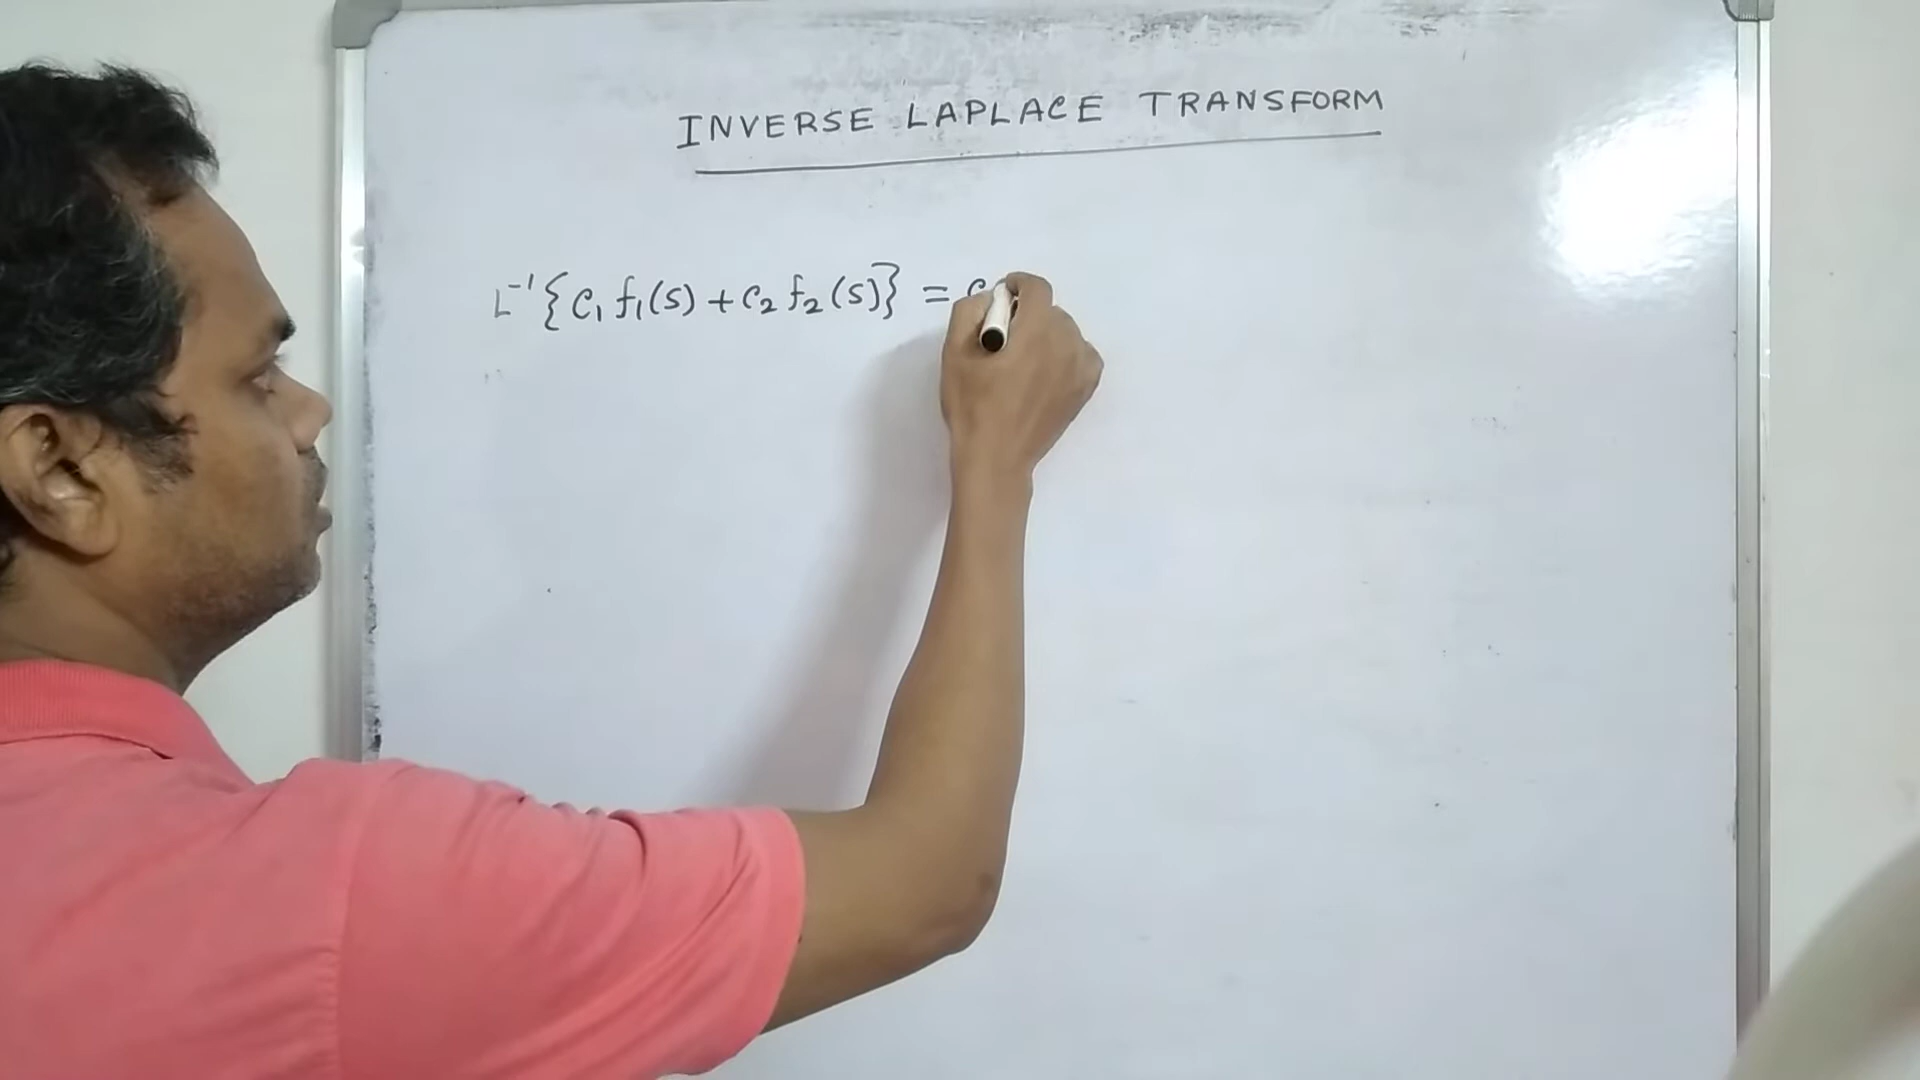 INVERSE LAPLACE TRANSFORM
L⁻¹{c₁ f₁(s) + c₂ f₂(s)} = c